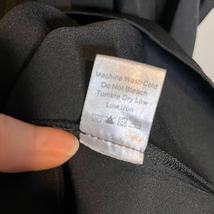 Machine Wash Cold
Do Not Bleach
Tumble Dry Low
Low Iron